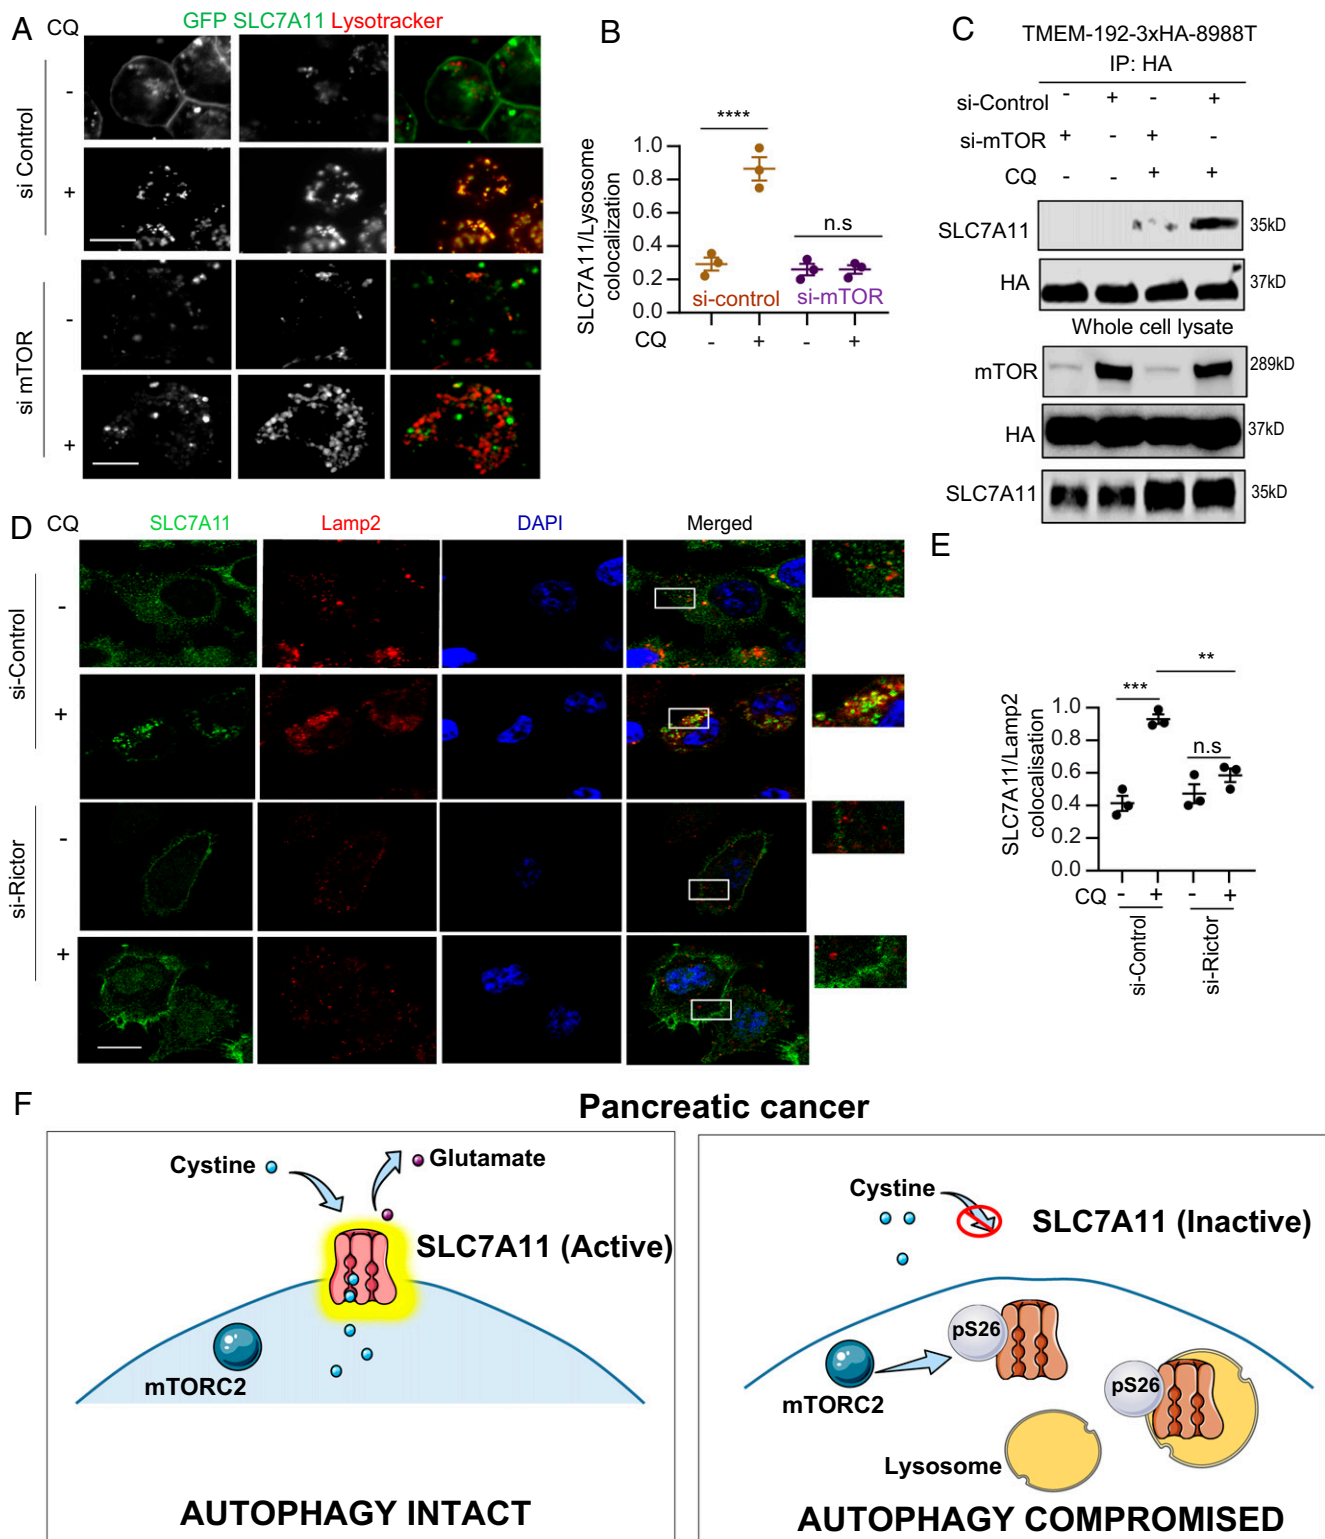 A
CQ
GFP SLC7A11 Lysotracker
si Control
-
+
si mTOR
-
+
B
****
n.s
SLC7A11/Lysosome
colocalization
1.0
0.8
0.6
0.4
0.2
0.0
si-control
si-mTOR
CQ - + - +
C
TMEM-192-3xHA-8988T
IP: HA
si-Control - + - +
si-mTOR + - + -
CQ - - + +
SLC7A11 35kD
HA 37kD
Whole cell lysate
mTOR 289kD
HA 37kD
SLC7A11 35kD
D
CQ SLC7A11 Lamp2 DAPI Merged
si-Control
-
+
si-Rictor
-
+
E
**
***
n.s
SLC7A11/Lamp2
colocalisation
1.0
0.8
0.6
0.4
0.2
0.0
CQ - + - +
si-Control
si-Rictor
F
Pancreatic cancer
Cystine
Glutamate
SLC7A11 (Active)
mTORC2
AUTOPHAGY INTACT
Cystine
SLC7A11 (Inactive)
pS26
mTORC2
pS26
Lysosome
AUTOPHAGY COMPROMISED